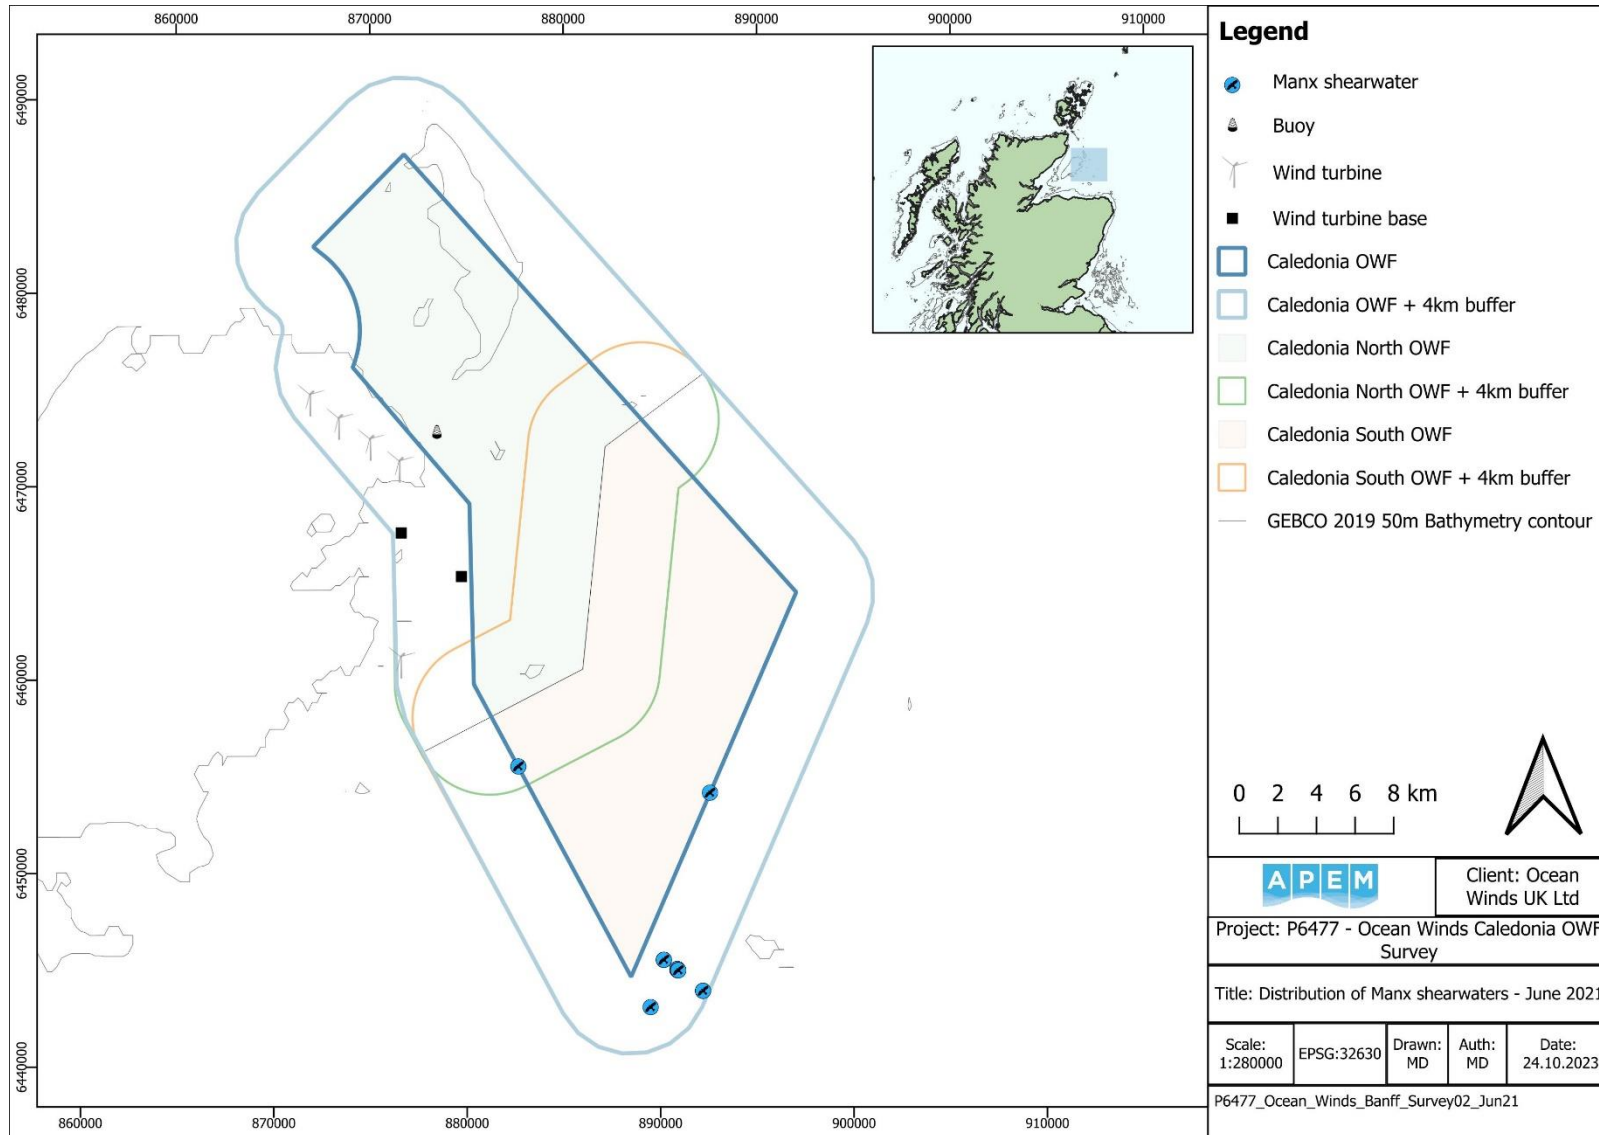 860000 870000 880000 890000 900000 910000
6490000
6480000
6470000
6460000
6450000
6440000
860000 870000 880000 890000 900000 910000
Legend
Manx shearwater
Buoy
Wind turbine
Wind turbine base
Caledonia OWF
Caledonia OWF + 4km buffer
Caledonia North OWF
Caledonia North OWF + 4km buffer
Caledonia South OWF
Caledonia South OWF + 4km buffer
GEBCO 2019 50m Bathymetry contour
0 2 4 6 8 km
APEM
Client: Ocean
Winds UK Ltd
Project: P6477 - Ocean Winds Caledonia OWF
Survey
Title: Distribution of Manx shearwaters - June 2021
Scale:
1:280000
EPSG:32630
Drawn:
MD
Auth:
MD
Date:
24.10.2023
P6477_Ocean_Winds_Banff_Survey02_Jun21